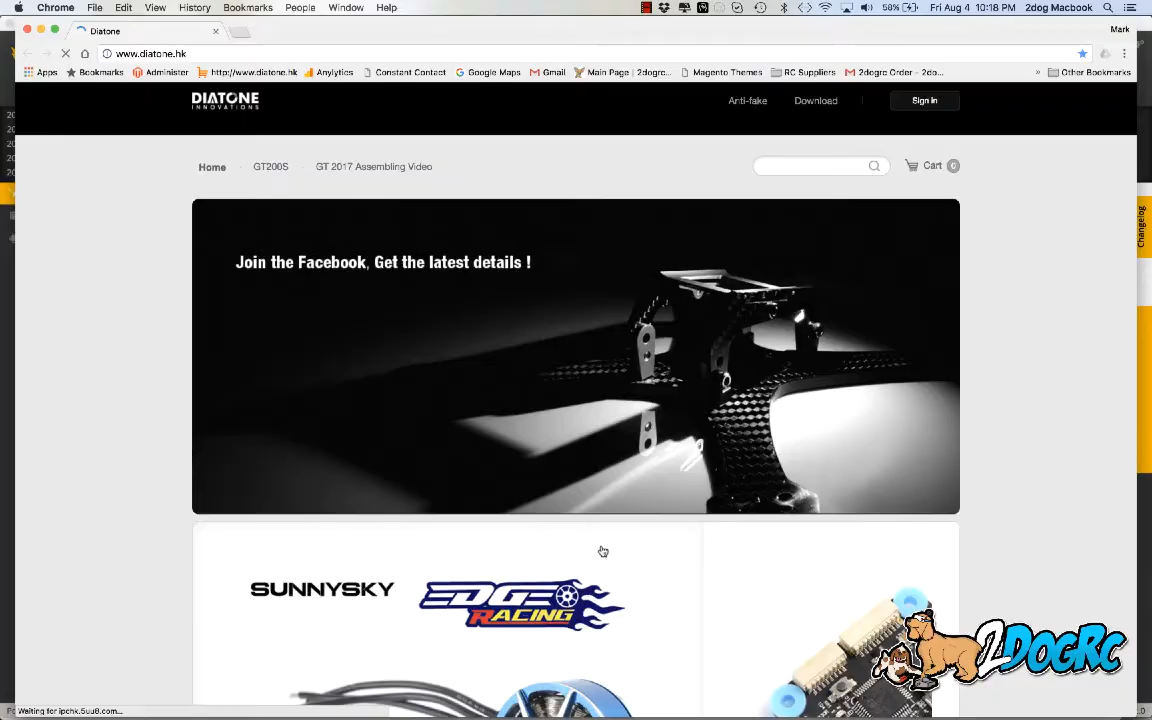 Chrome File Edit View History Bookmarks People Window Help 58% Fri Aug 4 10:18 PM 2dog Macbook
Diatone Mark
www.diatone.hk
Apps Bookmarks Administer http://www.diatone.hk Anylytics Constant Contact Google Maps Gmail Main Page | 2dogrc... Magento Themes RC Suppliers 2dogrc Order - 2do... » Other Bookmarks
DIATONE
INNOVATIONS
Anti-fake Download Sign in
Home GT200S GT 2017 Assembling Video Cart 0
Changelog
Join the Facebook, Get the latest details !
SUNNYSKY EDGE RACING
2DogRC
Waiting for ipchk.5uu8.com...